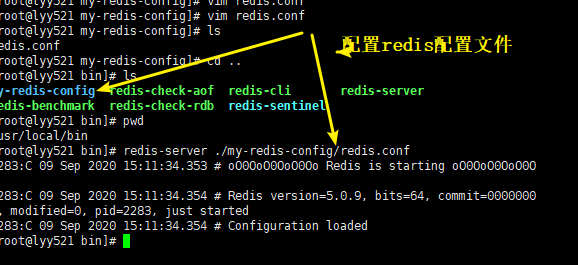 root@lyy521 my-redis-config]# vim redis.conf
root@lyy521 my-redis-config]# vim redis.conf
root@lyy521 my-redis-config]# ls
edis.conf
root@lyy521 my-redis-config]# cd ..
配置redis配置文件
root@lyy521 bin]# ls
y-redis-config redis-check-aof redis-cli redis-server
edis-benchmark redis-check-rdb redis-sentinel
root@lyy521 bin]# pwd
usr/local/bin
root@lyy521 bin]# redis-server ./my-redis-config/redis.conf
283:C 09 Sep 2020 15:11:34.353 # oO0OoO0OoO0Oo Redis is starting oO0OoO0OoO0O
283:C 09 Sep 2020 15:11:34.354 # Redis version=5.0.9, bits=64, commit=0000000
, modified=0, pid=2283, just started
283:C 09 Sep 2020 15:11:34.354 # Configuration loaded
root@lyy521 bin]#